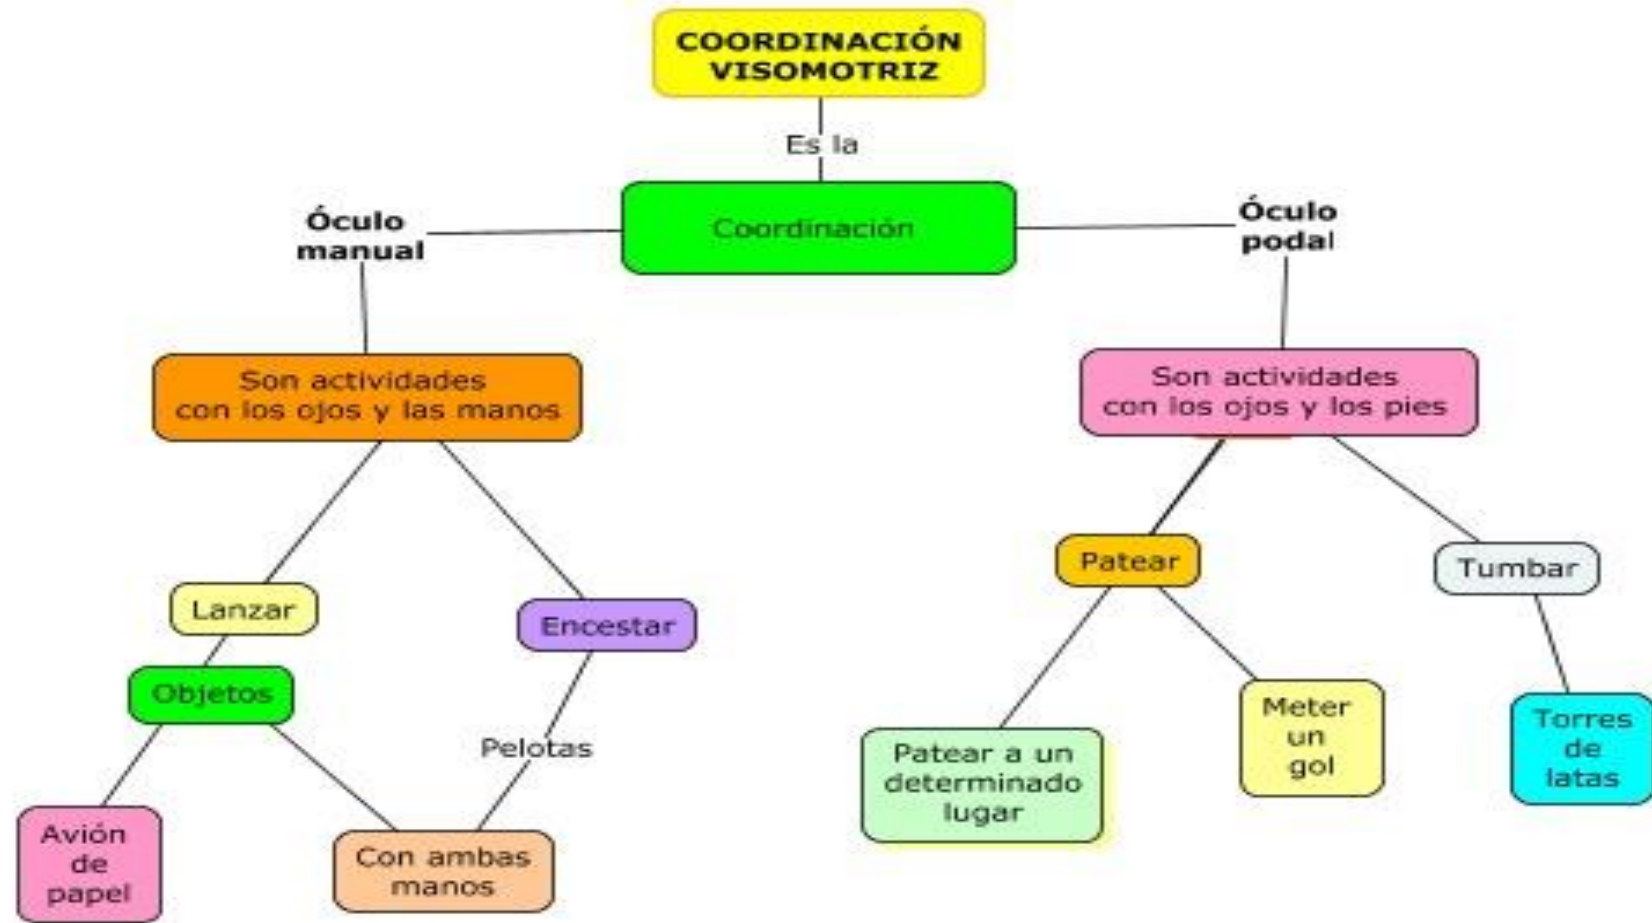 COORDINACIÓN
VISOMOTRIZ
Es la
Coordinación
Óculo
manual
Óculo
podal
Son actividades
con los ojos y las manos
Son actividades
con los ojos y los pies
Lanzar
Encestar
Patear
Tumbar
Objetos
Pelotas
Avión
de
papel
Con ambas
manos
Patear a un
determinado
lugar
Meter
un
gol
Torres
de
latas